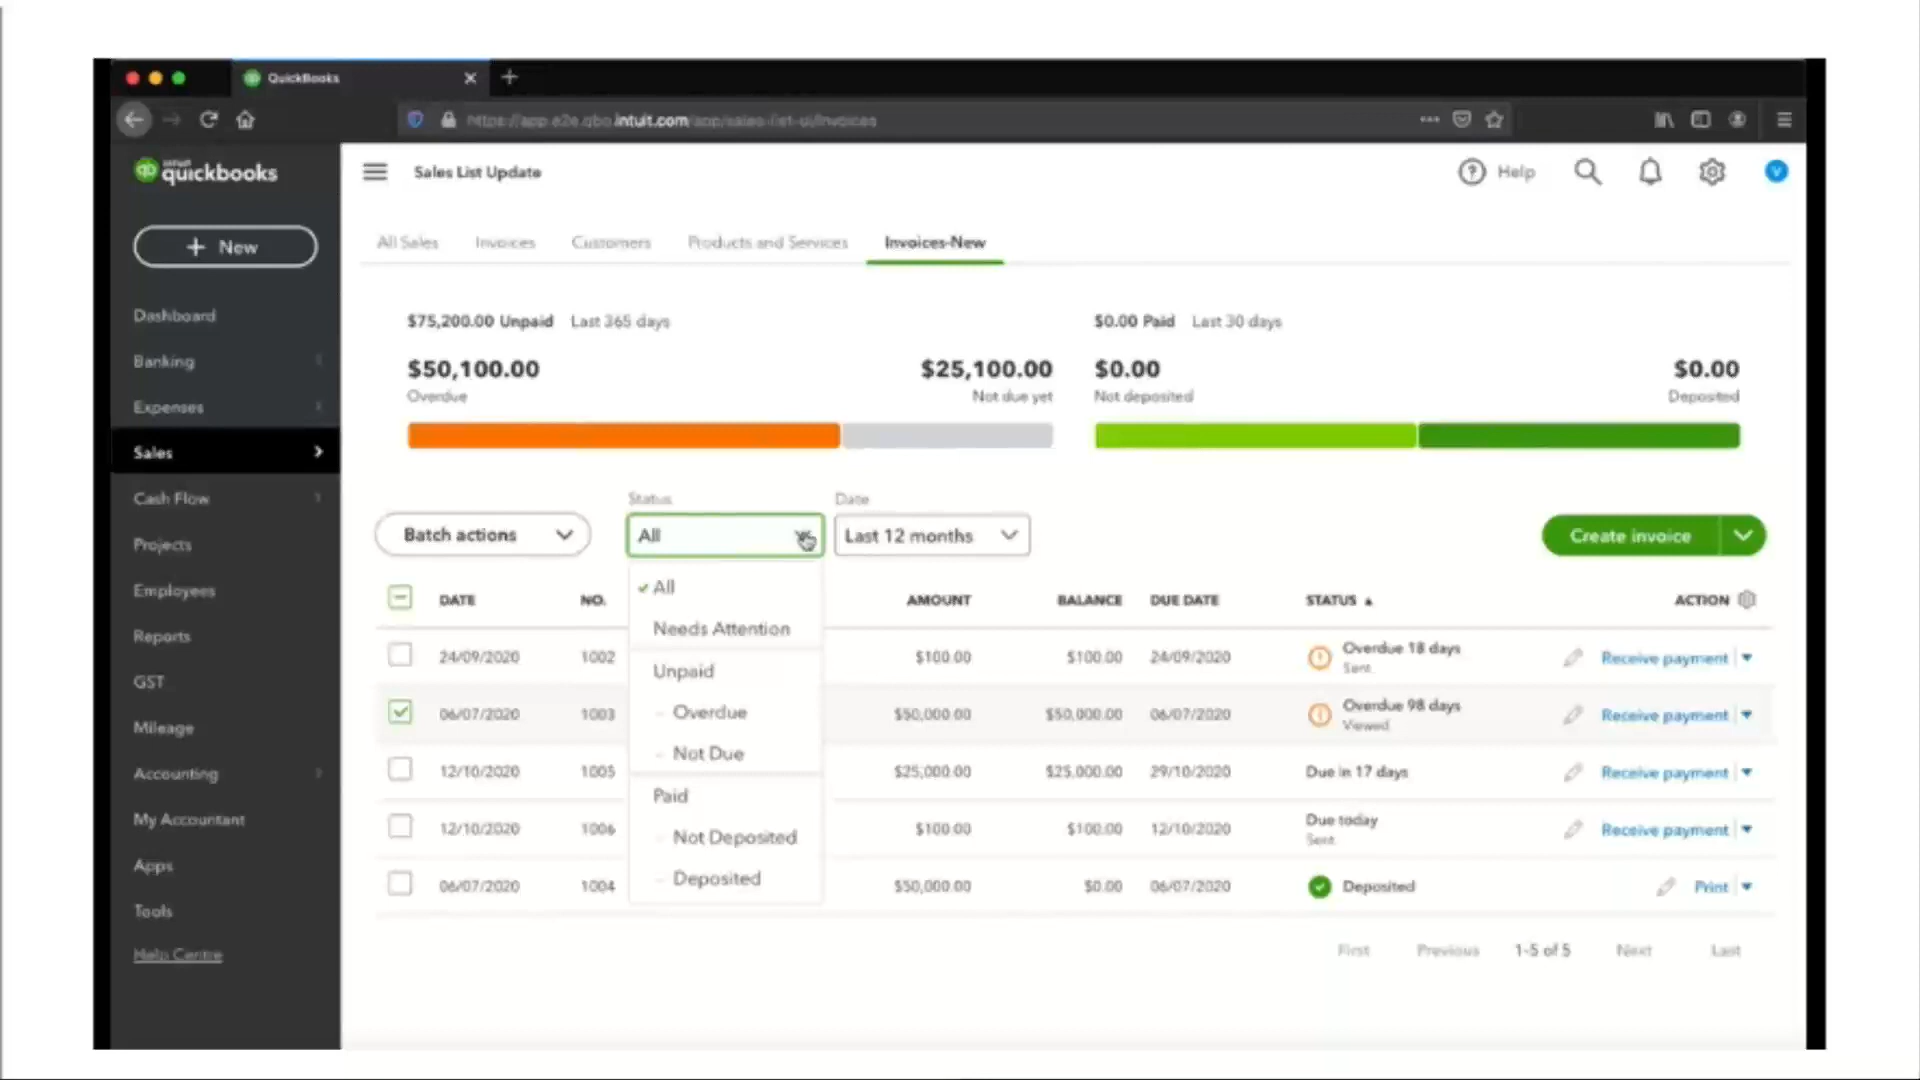 QuickBooks
https://app.e2e.qbo.intuit.com/app/sales-list-ui/invoices
intuit quickbooks
Sales List Update
Help
V
New
All Sales Invoices Customers Products and Services Invoices-New
Dashboard
Banking
Expenses
Sales
Cash Flow
Projects
Employees
Reports
GST
Mileage
Accounting
My Accountant
Apps
Tools
Help Centre
$75,200.00 Unpaid Last 365 days
$50,100.00 $25,100.00
Overdue Not due yet
$0.00 Paid Last 30 days
$0.00 $0.00
Not deposited Deposited
Status Date
Batch actions All Last 12 months Create invoice
All
Needs Attention
Unpaid
- Overdue
- Not Due
Paid
- Not Deposited
- Deposited
DATE NO. AMOUNT BALANCE DUE DATE STATUS ▲ ACTION
24/09/2020 1002 $100.00 $100.00 24/09/2020 Overdue 18 days Receive payment
Sent
06/07/2020 1003 $50,000.00 $50,000.00 06/07/2020 Overdue 98 days Receive payment
Viewed
12/10/2020 1005 $25,000.00 $25,000.00 29/10/2020 Due in 17 days Receive payment
12/10/2020 1006 $100.00 $100.00 12/10/2020 Due today Receive payment
Sent
06/07/2020 1004 $50,000.00 $0.00 06/07/2020 Deposited Print
First Previous 1-5 of 5 Next Last